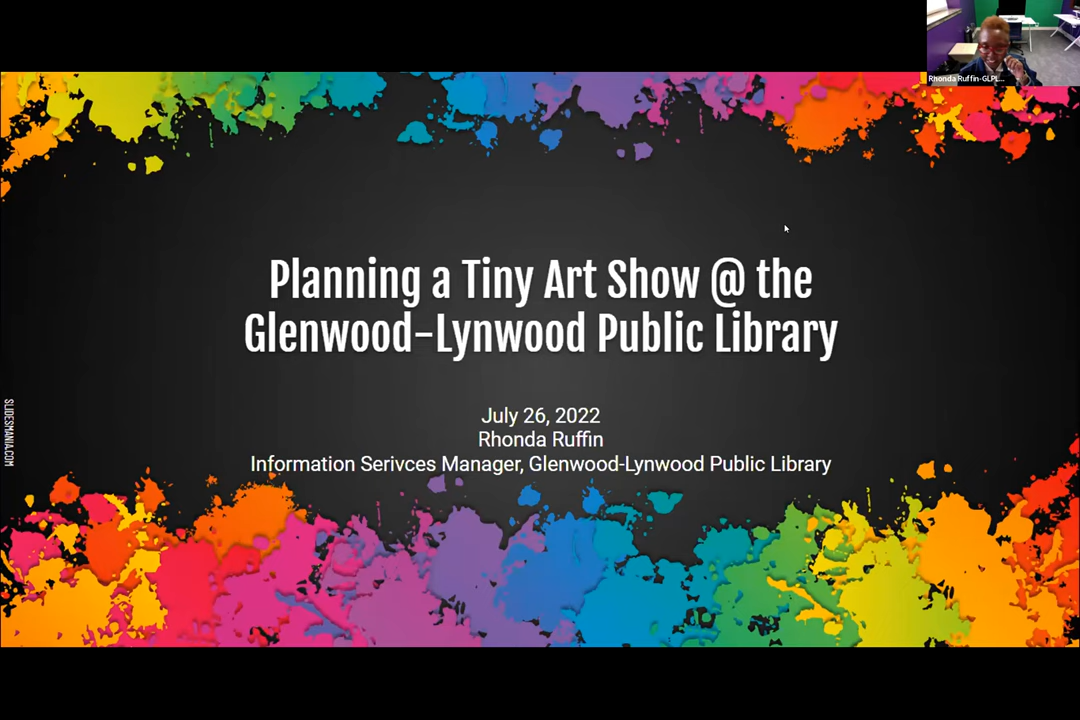 Rhonda Ruffin-GLPL...
Planning a Tiny Art Show @ the
Glenwood-Lynwood Public Library
July 26, 2022
Rhonda Ruffin
Information Serivces Manager, Glenwood-Lynwood Public Library
SLIDESMANIA.COM